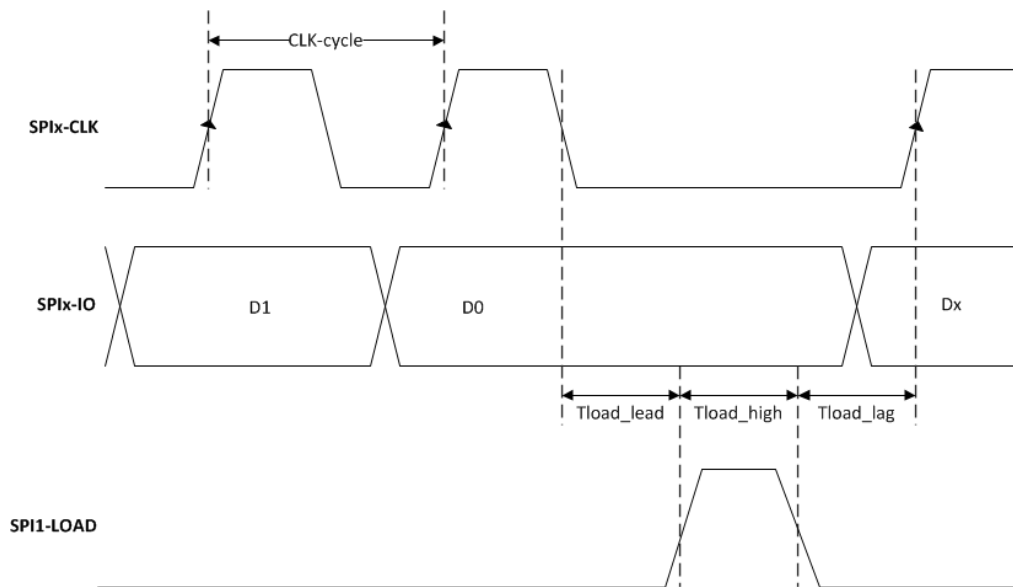 CLK-cycle
SPIx-CLK
SPIx-IO
D1
D0
Dx
Tload_lead
Tload_high
Tload_lag
SPI1-LOAD